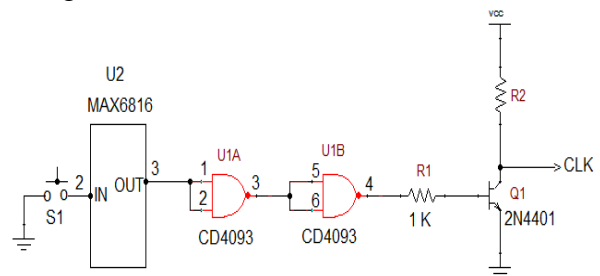 vcc
U2
MAX6816
R2
U1A
U1B
2
IN
OUT
3
1
2
3
5
6
4
R1
CLK
Q1
S1
1 K
2N4401
CD4093
CD4093